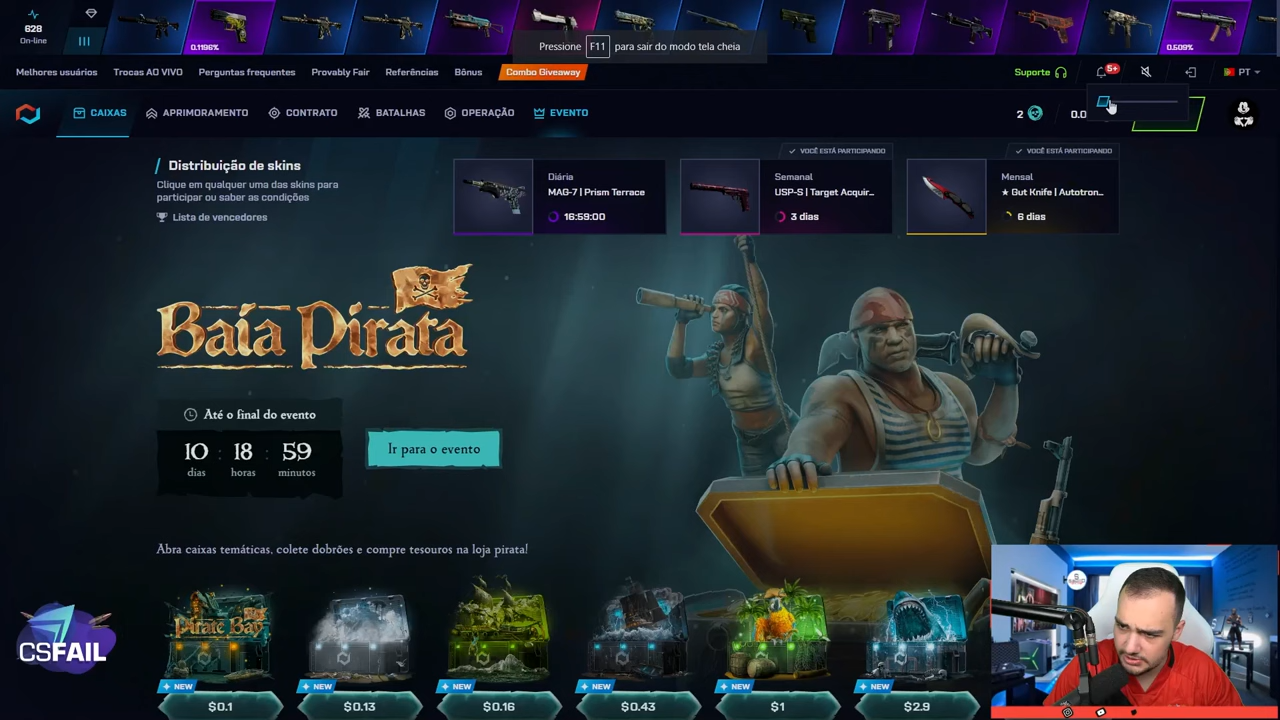 628
On-line
0.1196%
0.509%
Pressione F11 para sair do modo tela cheia
Melhores usuários
Trocas AO VIVO
Perguntas frequentes
Provably Fair
Referências
Bônus
Combo Giveaway
Suporte
5+
PT
CAIXAS
APRIMORAMENTO
CONTRATO
BATALHAS
OPERAÇÃO
EVENTO
2
0.0
Distribuição de skins
Clique em qualquer uma das skins para
participar ou saber as condições
Lista de vencedores
Diária
MAG-7 | Prism Terrace
16:59:00
VOCÊ ESTÁ PARTICIPANDO
Semanal
USP-S | Target Acquir...
3 dias
VOCÊ ESTÁ PARTICIPANDO
Mensal
★ Gut Knife | Autotron...
6 dias
Baía Pirata
Até o final do evento
10 : 18 : 59
dias horas minutos
Ir para o evento
Abra caixas temáticas, colete dobrões e compre tesouros na loja pirata!
Pirate Bay
NEW
NEW
NEW
NEW
NEW
NEW
$0.1
$0.13
$0.16
$0.43
$1
$2.9
CSFAIL